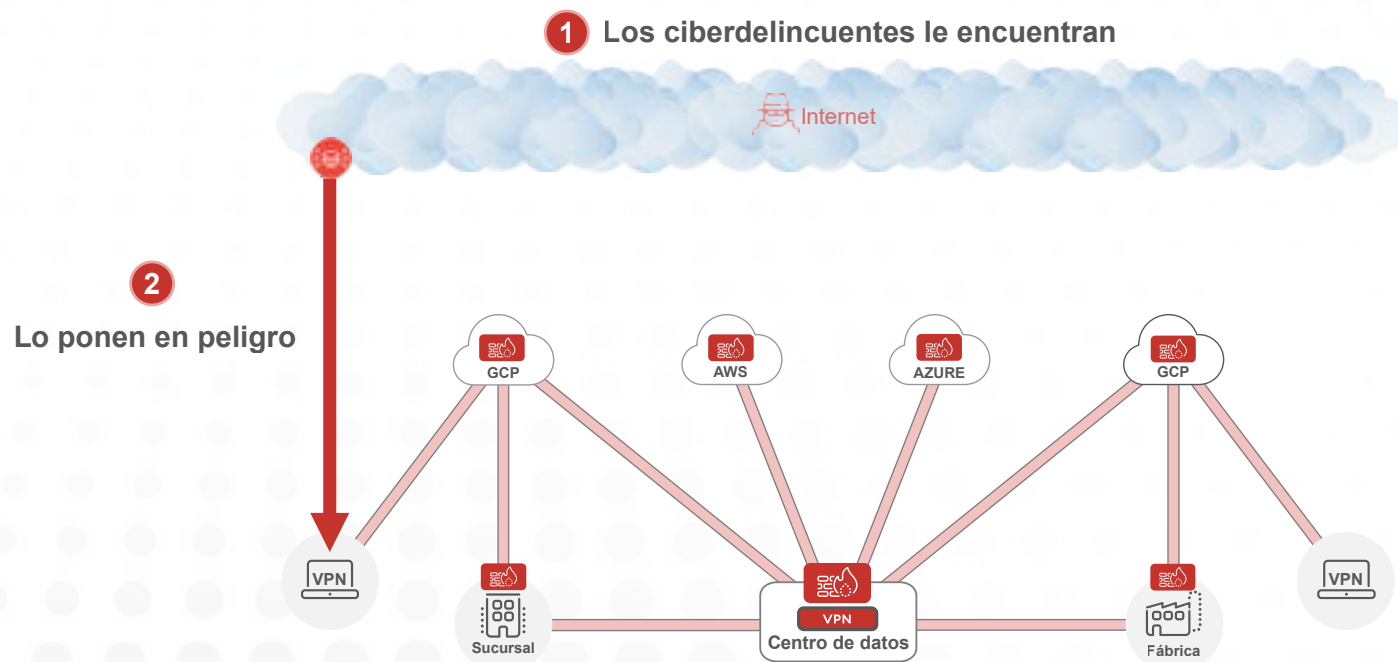 1 Los ciberdelincuentes le encuentran
Internet
2
Lo ponen en peligro
GCP
AWS
AZURE
GCP
VPN
VPN
VPN
Sucursal
Centro de datos
Fábrica